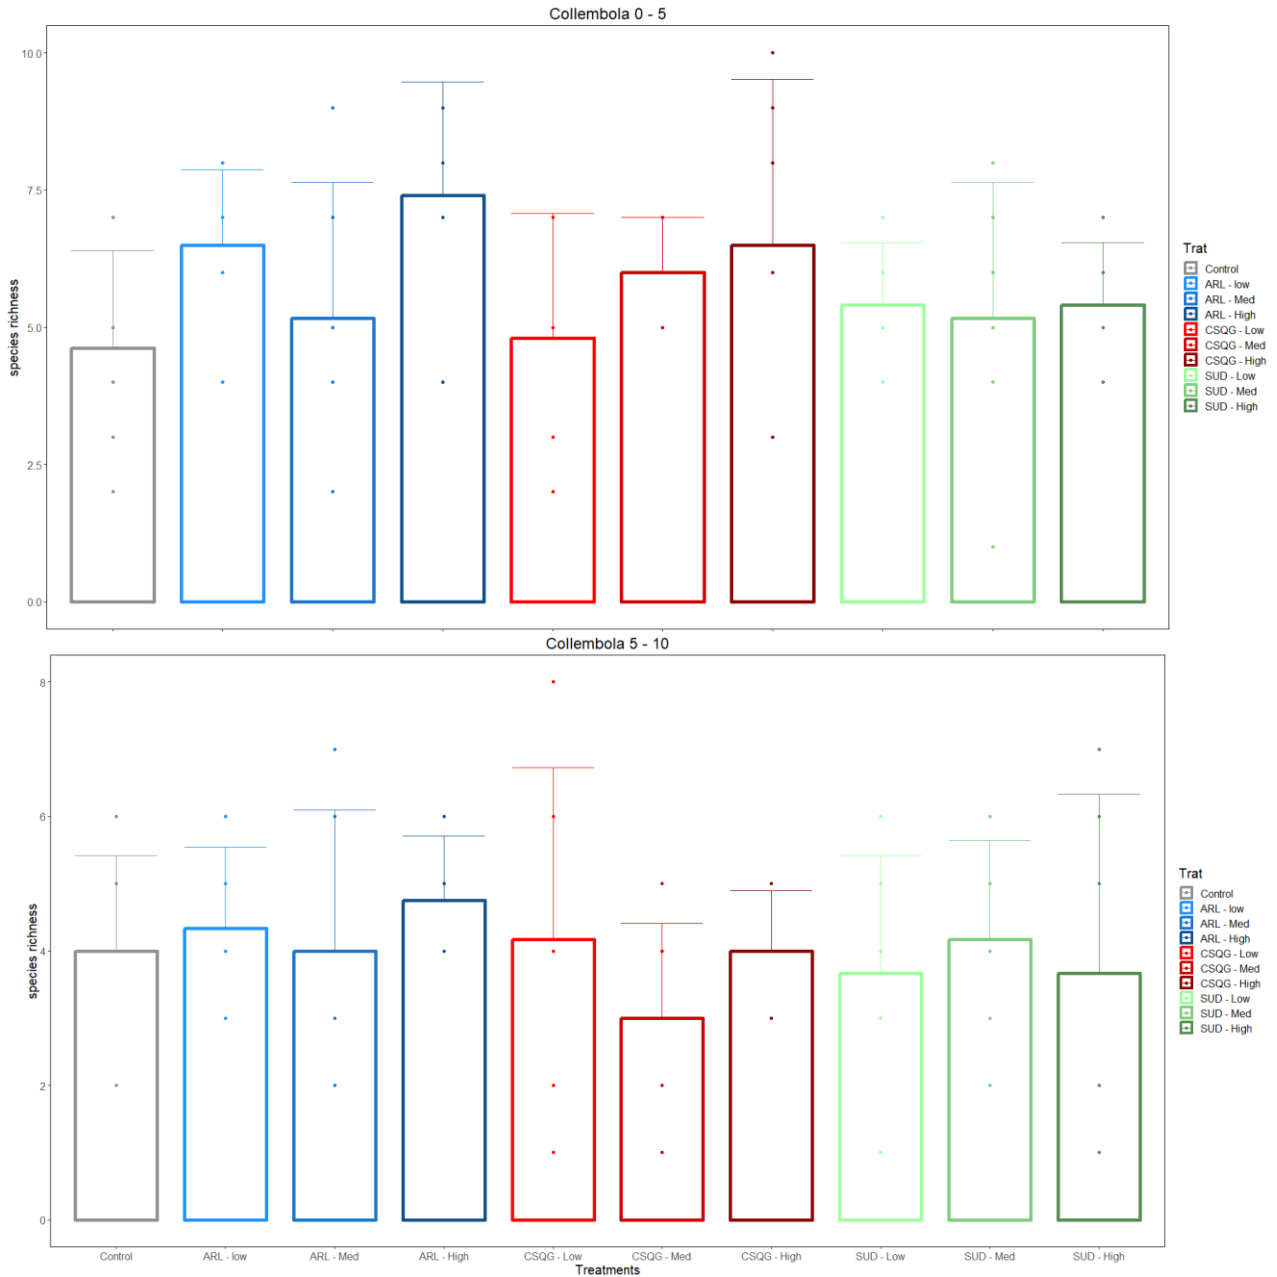 Collembola 0 - 5
species richness
10.0
7.5
5.0
2.5
0.0
Trat
Control
ARL - low
ARL - Med
ARL - High
CSQG - Low
CSQG - Med
CSQG - High
SUD - Low
SUD - Med
SUD - High
Collembola 5 - 10
species richness
8
6
4
2
0
Control
ARL - low
ARL - Med
ARL - High
CSQG - Low
CSQG - Med
CSQG - High
SUD - Low
SUD - Med
SUD - High
Treatments
Trat
Control
ARL - low
ARL - Med
ARL - High
CSQG - Low
CSQG - Med
CSQG - High
SUD - Low
SUD - Med
SUD - High